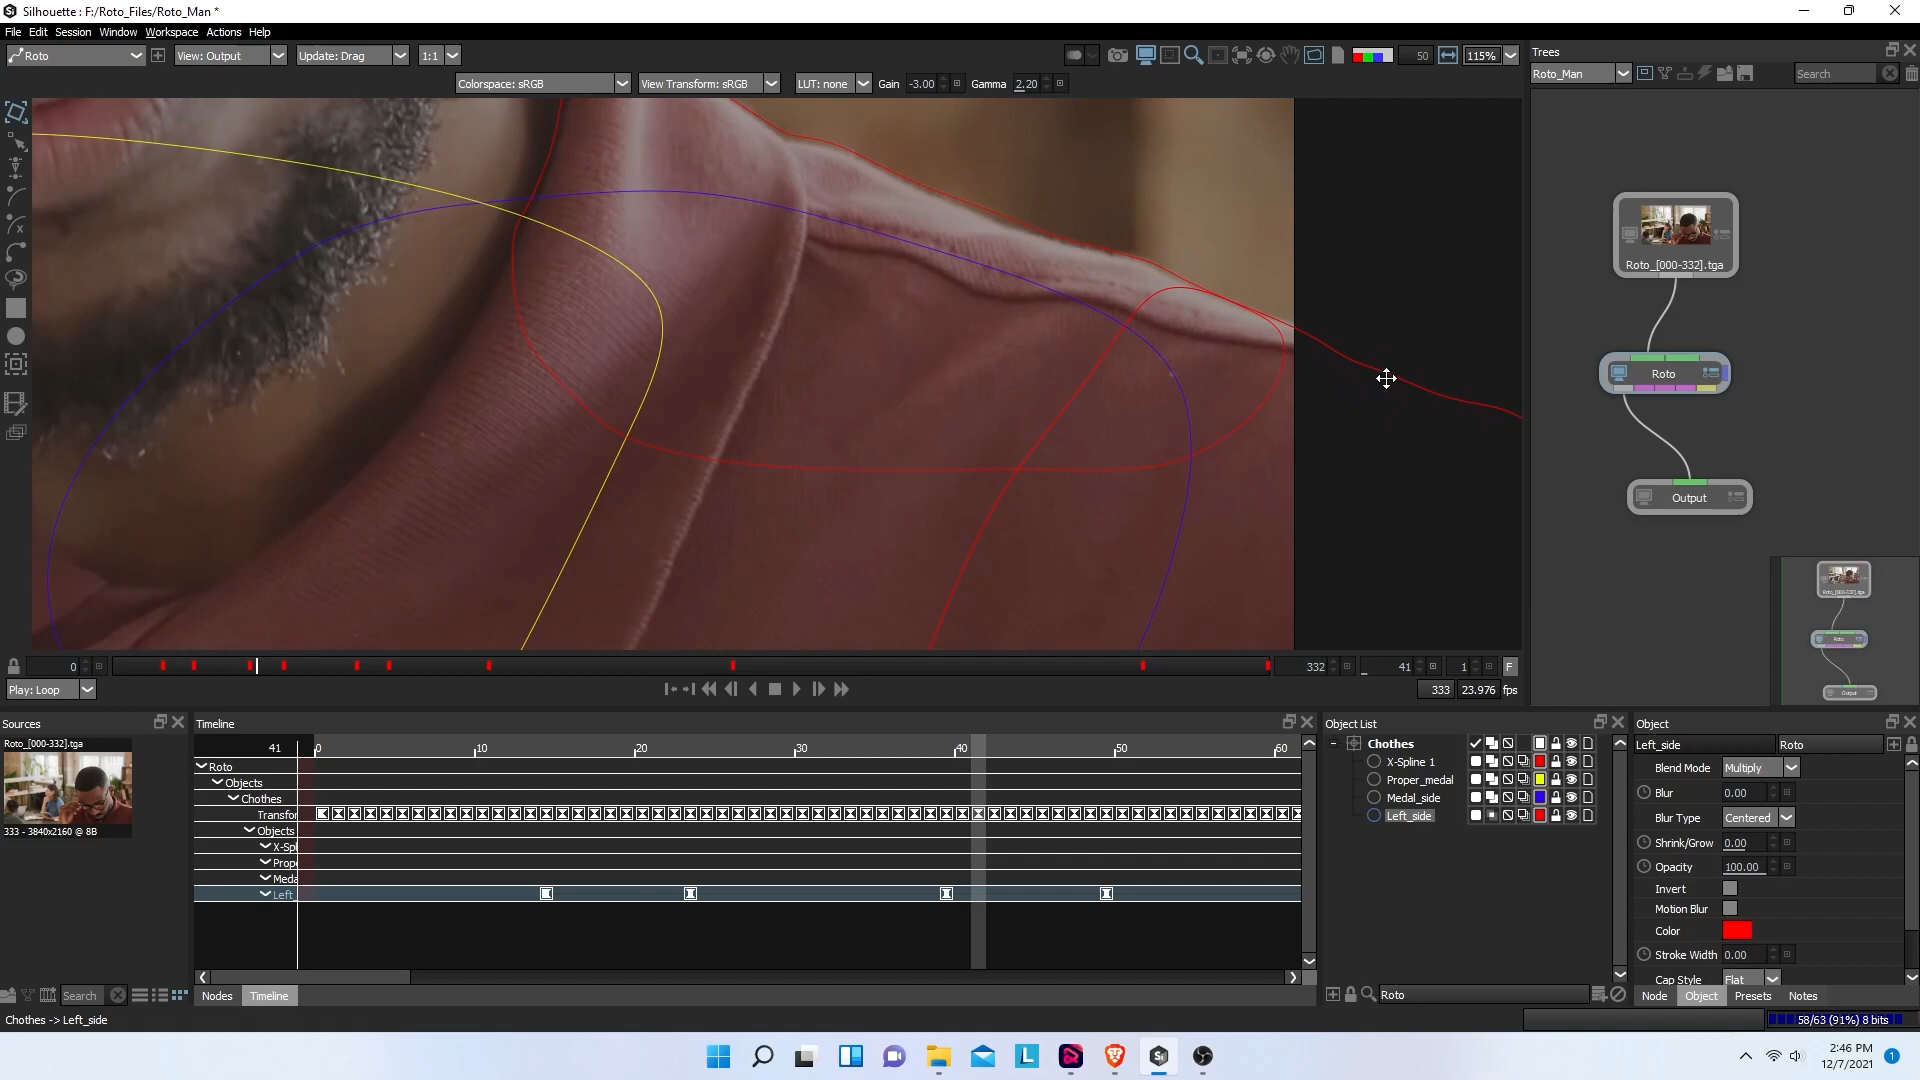 Silhouette : F:/Roto_Files/Roto_Man *
File Edit Session Window Workspace Actions Help
Roto View: Output Update: Drag 1:1 50 115%
Colorspace: sRGB View Transform: sRGB LUT: none Gain -3.00 Gamma 2.20
Trees
Roto_Man Search
Roto_[000-332].tga
Roto
Output
0 332 41 1 F
Play: Loop 333 23.976 fps
Sources
Roto_[000-332].tga
333 - 3840x2160 @ 8B
Search
Timeline
41 0 10 20 30 40 50 60
Roto
Objects
Chothes
Transfor
Objects
X-Spl
Prope
Meda
Left_
Nodes Timeline
Object List
Chothes
X-Spline 1
Proper_medal
Medal_side
Left_side
Roto
Object
Left_side Roto
Blend Mode Multiply
Blur 0.00
Blur Type Centered
Shrink/Grow 0.00
Opacity 100.00
Invert
Motion Blur
Color
Stroke Width 0.00
Cap Style Flat
Node Object Presets Notes
Chothes -> Left_side
58/63 (91%) 8 bits
2:46 PM
12/7/2021
1